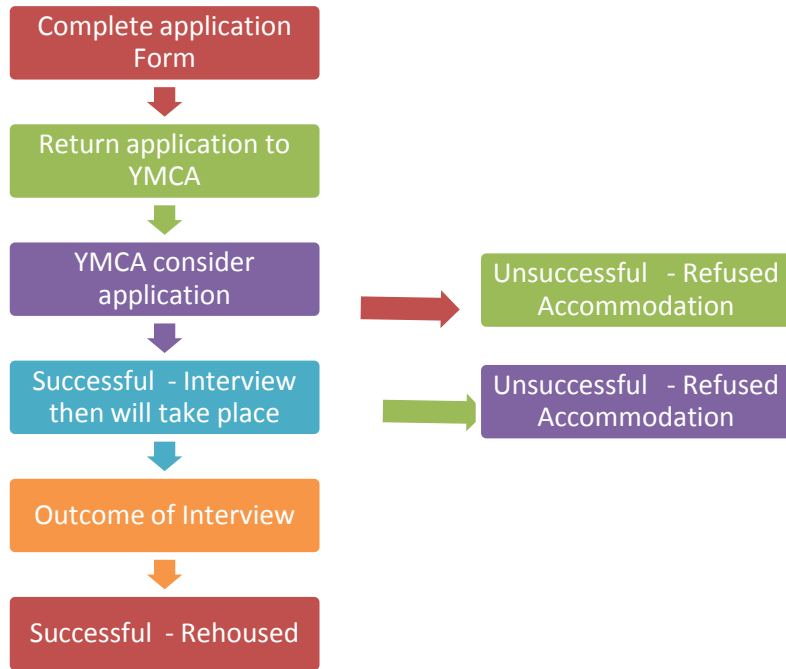 Complete application
Form
Return application to
YMCA
YMCA consider
application
Unsuccessful - Refused
Accommodation
Successful - Interview
then will take place
Unsuccessful - Refused
Accommodation
Outcome of Interview
Successful - Rehoused